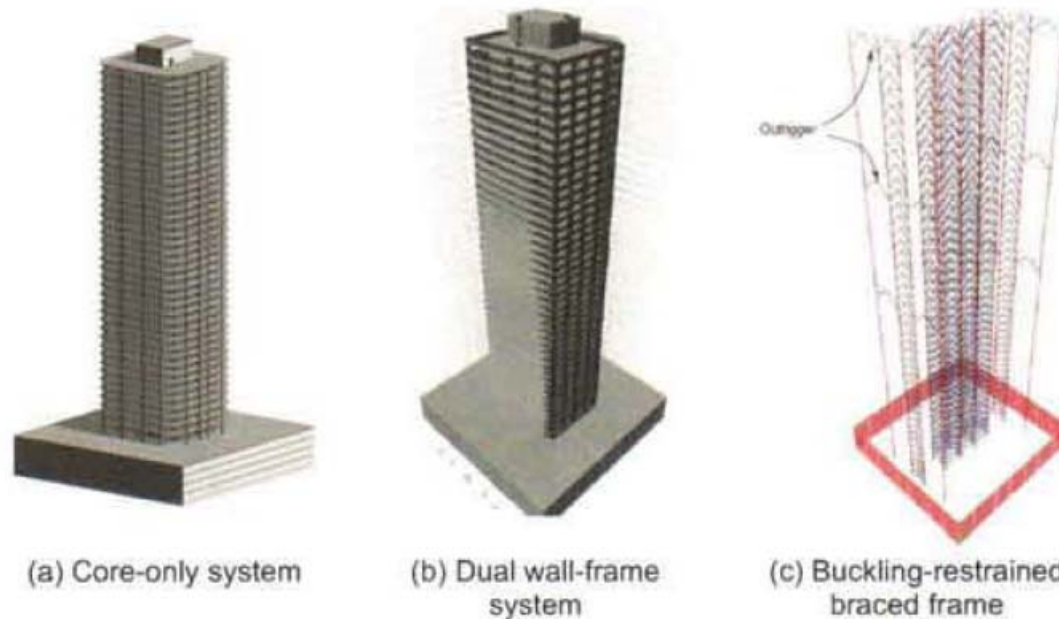 Outrigger
(a) Core-only system
(b) Dual wall-frame
system
(c) Buckling-restrained
braced frame